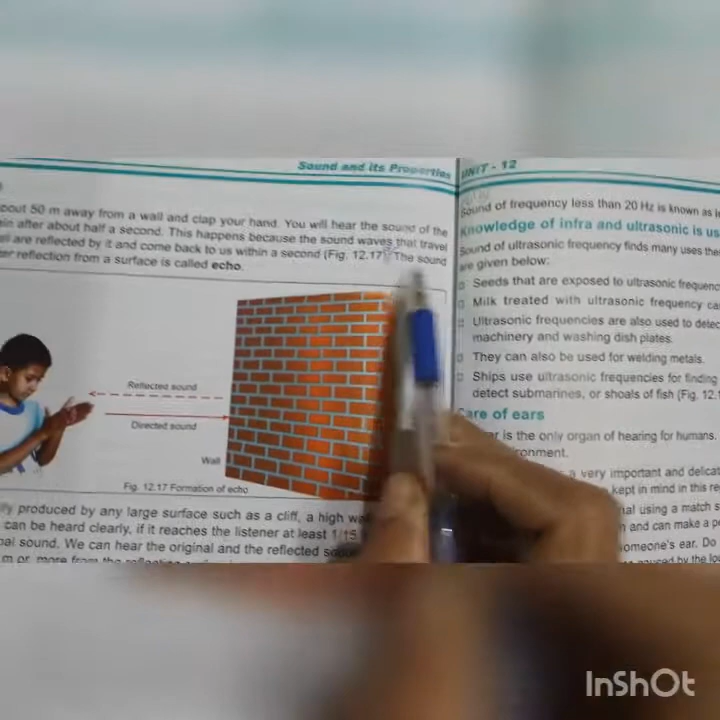 Sound and its Properties
about 50 m away from a wall and clap your hand. You will hear the sound of the
after about half a second. This happens because the sound waves that travel
are reflected by it and come back to us within a second (Fig. 12.17). The sound
reflection from a surface is called echo.
Reflected sound
Directed sound
Wall
Fig. 12.17 Formation of echo
produced by any large surface such as a cliff, a high
can be heard clearly, if it reaches the listener at least 1/15
sound. We can hear the original and the reflected
m or more from the
UNIT - 12
Sound of frequency less than 20 Hz is known as
Knowledge of infra and ultrasonic is
Sound of ultrasonic frequency finds many uses
are given below:
Seeds that are exposed to ultrasonic
Milk treated with ultrasonic frequency
Ultrasonic frequencies are also used to
machinery and washing dish plates.
They can also be used for welding metals.
Ships use ultrasonic frequencies for finding
detect submarines, or shoals of fish (Fig. 12.
Care of ears
is the only organ of hearing for humans.
a very important and
kept in mind in this
using a match
and can make a
someone's ear. Do
by the
InShOt